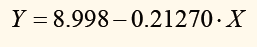 Y = 8.998 − 0.21270 · X